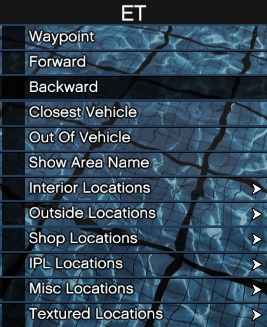 ET
Waypoint
Forward
Backward
Closest Vehicle
Out Of Vehicle
Show Area Name
Interior Locations
Outside Locations
Shop Locations
IPL Locations
Misc Locations
Textured Locations